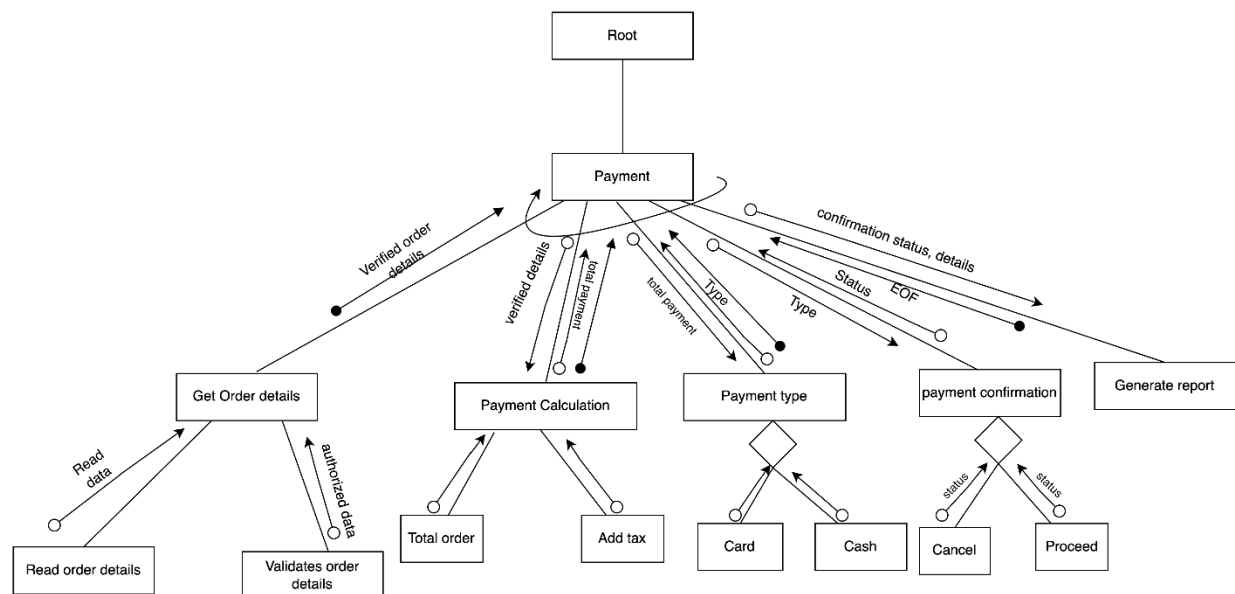 Root
Payment
Verified order
details
verified details
total payment
total payment
Type
Type
Status
EOF
confirmation status, details
Get Order details
Payment Calculation
Payment type
payment confirmation
Generate report
Read
data
authorized data
status
status
Read order details
Validates order
details
Total order
Add tax
Card
Cash
Cancel
Proceed